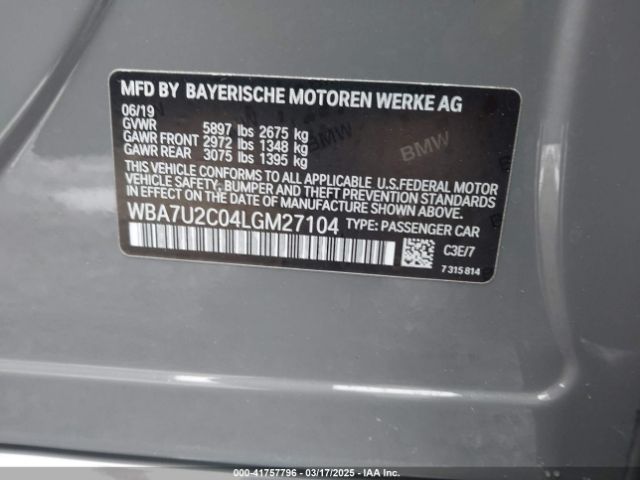 MFD BY BAYERISCHE MOTOREN WERKE AG
06/19
GVWR 5897 lbs 2675 kg
GAWR FRONT 2972 lbs 1348 kg
GAWR REAR 3075 lbs 1395 kg
BMW
BMW
THIS VEHICLE CONFORMS TO ALL APPLICABLE U.S.FEDERAL MOTOR
VEHICLE SAFETY, BUMPER, AND THEFT PREVENTION STANDARDS
IN EFFECT ON THE DATE OF MANUFACTURE SHOWN ABOVE.
WBA7U2C04LGM27104 TYPE: PASSENGER CAR
C3E/7
7 315 814
000-41757796 - 03/17/2025 - IAA Inc.